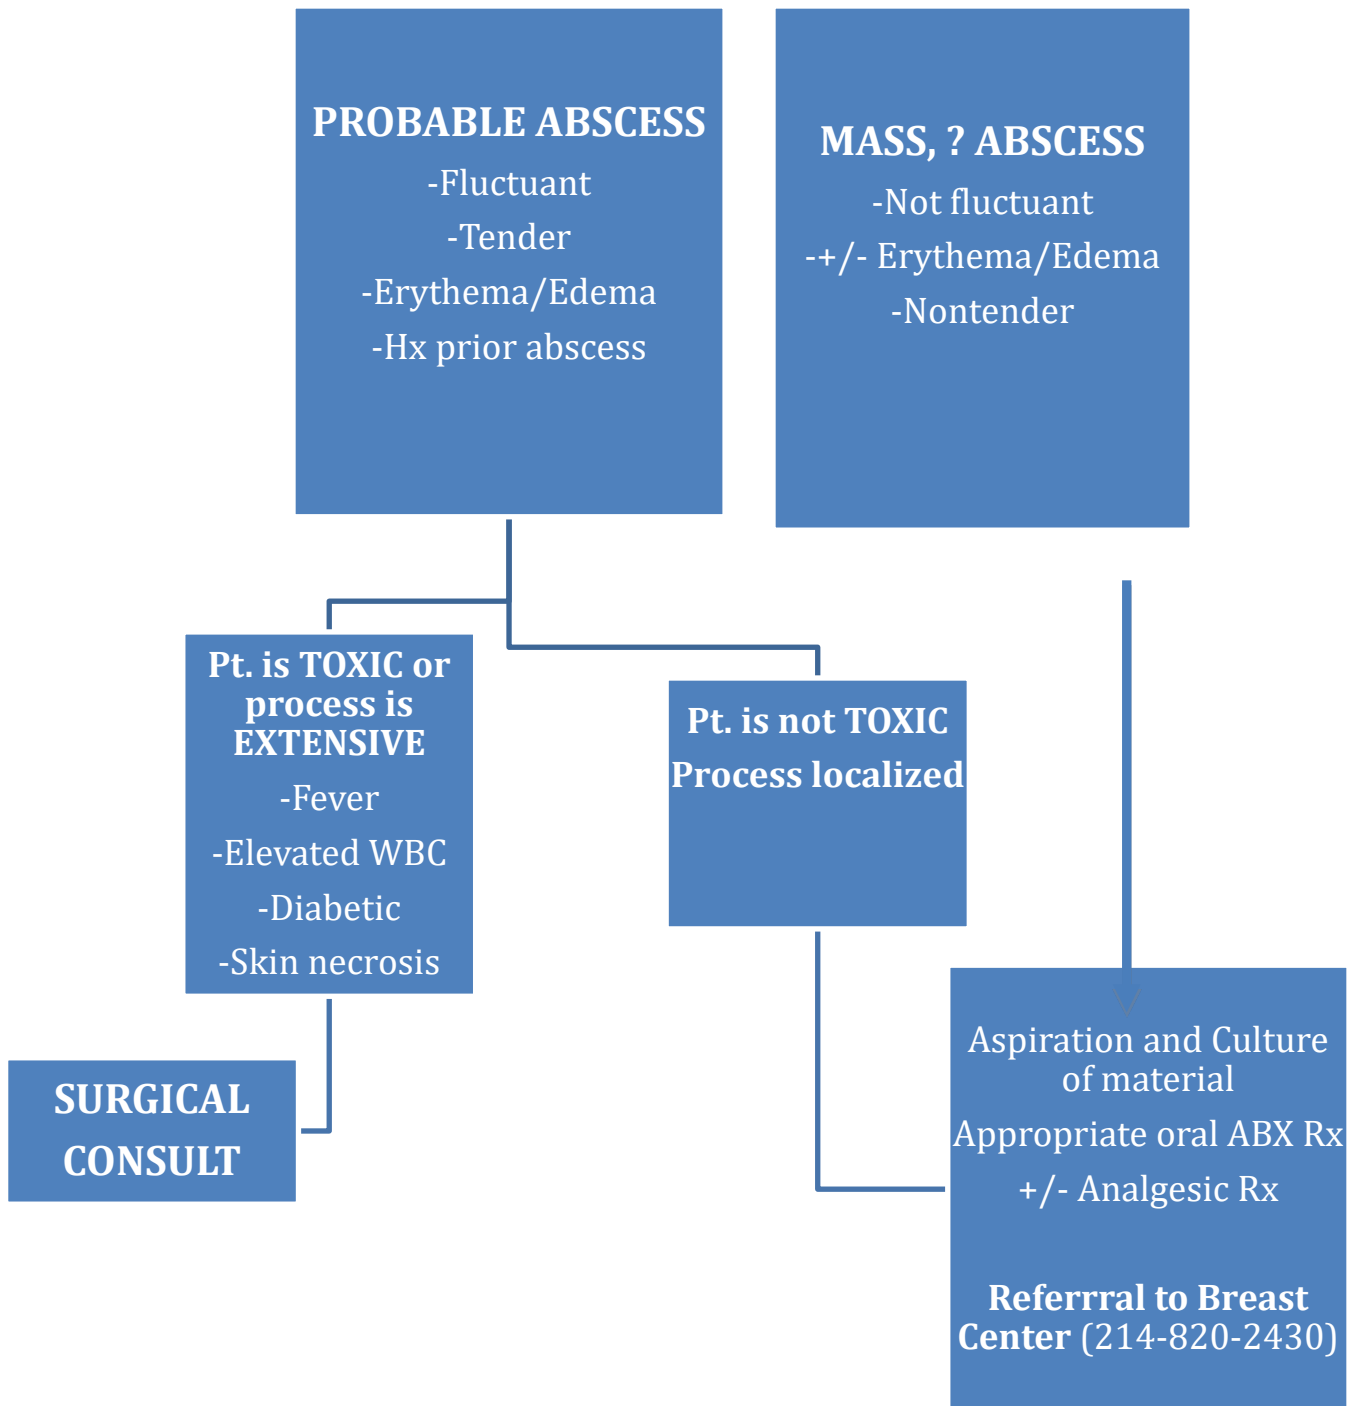 PROBABLE ABSCESS
-Fluctuant
-Tender
-Erythema/Edema
-Hx prior abscess
MASS, ? ABSCESS
-Not fluctuant
-+/- Erythema/Edema
-Nontender
Pt. is TOXIC or
process is
EXTENSIVE
-Fever
-Elevated WBC
-Diabetic
-Skin necrosis
Pt. is not TOXIC
Process localized
SURGICAL
CONSULT
Aspiration and Culture
of material
Appropriate oral ABX Rx
+/- Analgesic Rx
Referrral to Breast
Center (214-820-2430)